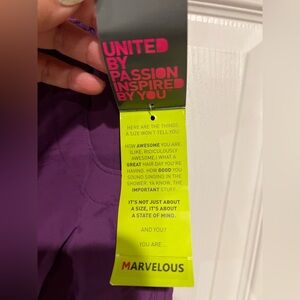 UNITED
BY
PASSION
INSPIRED
BY YOU
HERE ARE THE THINGS
A SIZE WON'T TELL YOU:
HOW AWESOME YOU ARE.
(LIKE, RIDICULOUSLY
AWESOME.) WHAT A
GREAT HAIR DAY YOU'RE
HAVING. HOW GOOD YOU
SOUND SINGING IN THE
SHOWER. YA KNOW, THE
IMPORTANT STUFF.
IT'S NOT JUST ABOUT
A SIZE, IT'S ABOUT
A STATE OF MIND.
AND YOU?
YOU ARE...
MARVELOUS